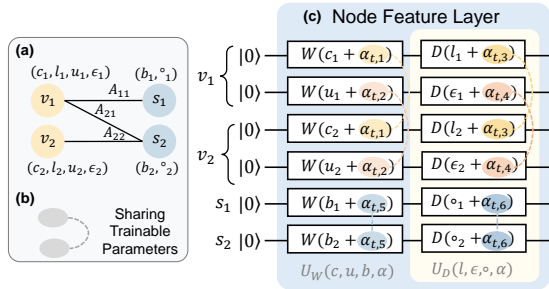 (a)
(c₁, l₁, u₁, ϵ₁)
(b₁, ∘₁)
v₁
A₁₁
s₁
A₂₁
v₂
A₂₂
s₂
(c₂, l₂, u₂, ϵ₂)
(b₂, ∘₂)
(b)
Sharing
Trainable
Parameters
(c) Node Feature Layer
v₁
|0⟩ W(c₁ + α_{t,1}) D(l₁ + α_{t,3})
|0⟩ W(u₁ + α_{t,2}) D(ϵ₁ + α_{t,4})
v₂
|0⟩ W(c₂ + α_{t,1}) D(l₂ + α_{t,3})
|0⟩ W(u₂ + α_{t,2}) D(ϵ₂ + α_{t,4})
s₁ |0⟩ W(b₁ + α_{t,5}) D(∘₁ + α_{t,6})
s₂ |0⟩ W(b₂ + α_{t,5}) D(∘₂ + α_{t,6})
U_W(c, u, b, α) U_D(l, ϵ, ∘, α)